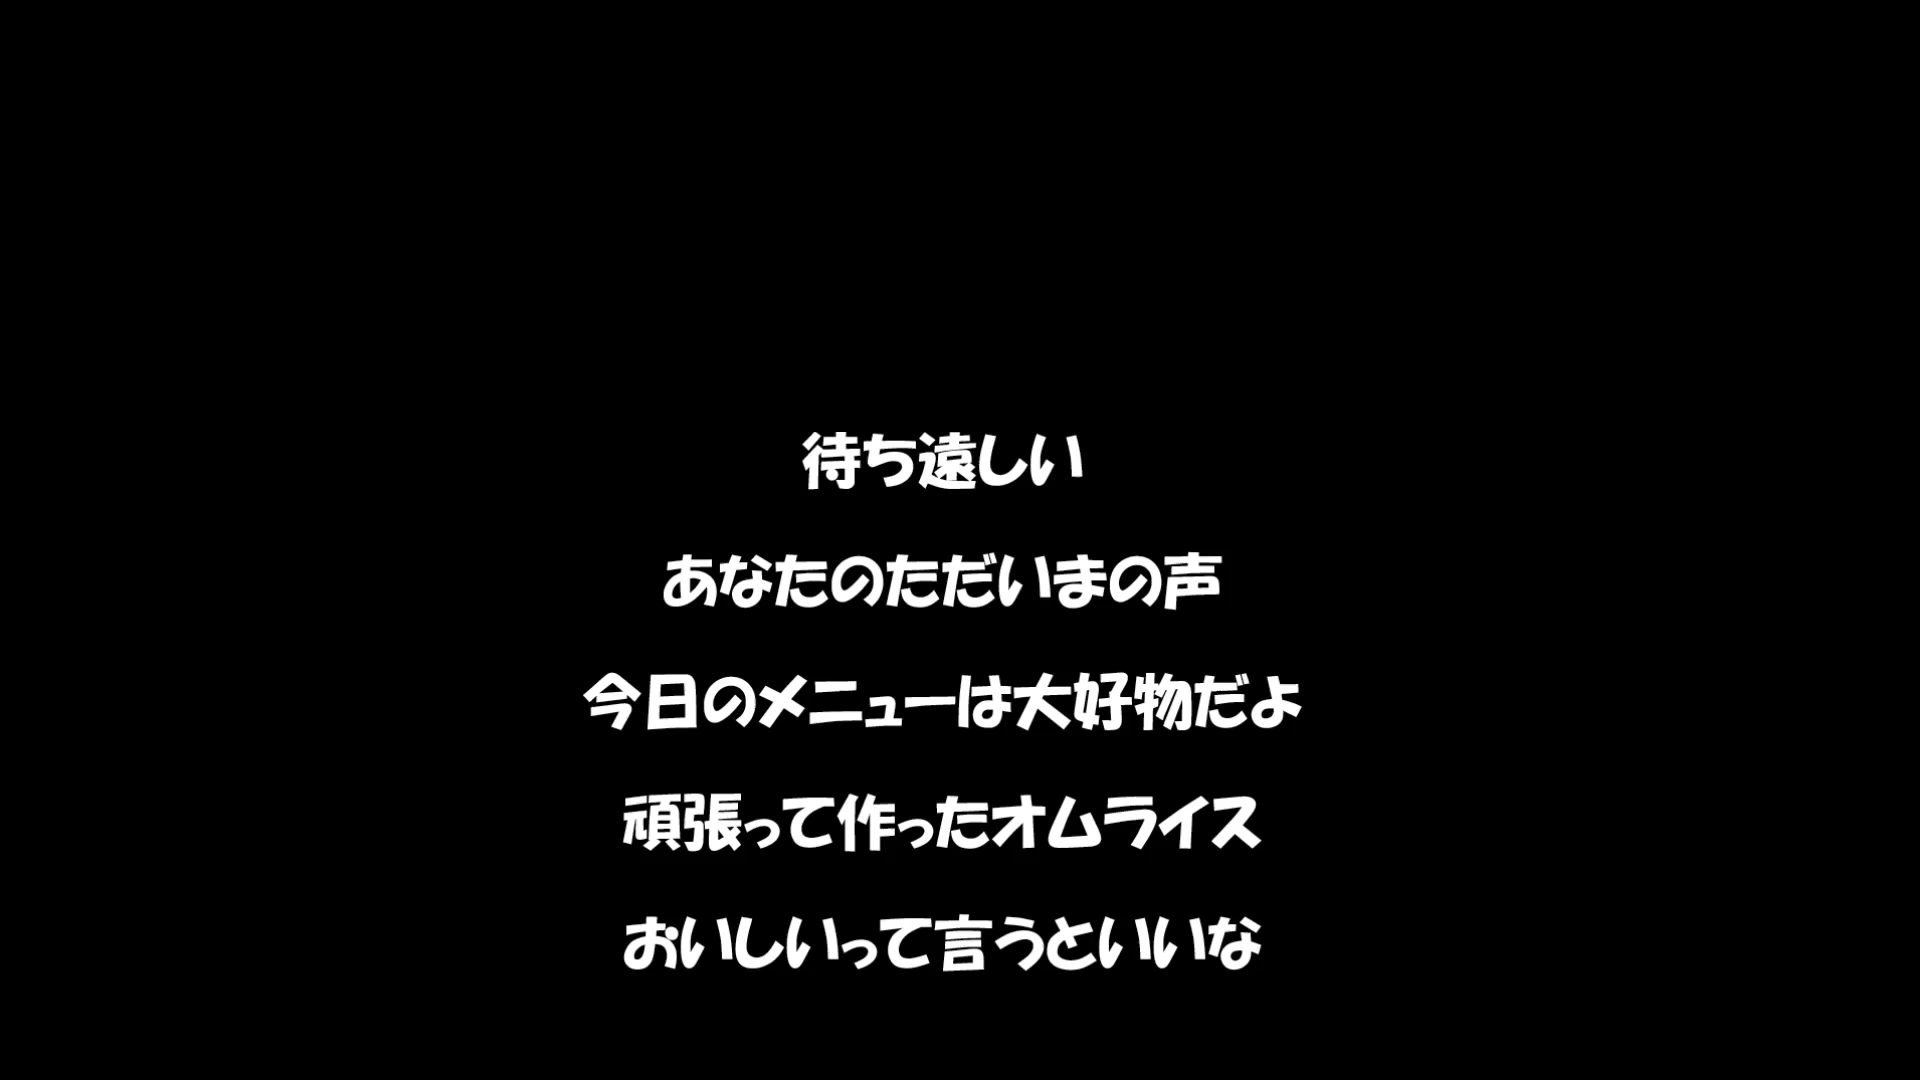 待ち遠しい
あなたのただいまの声
今日のメニューは大好物だよ
頑張って作ったオムライス
おいしいって言うといいな